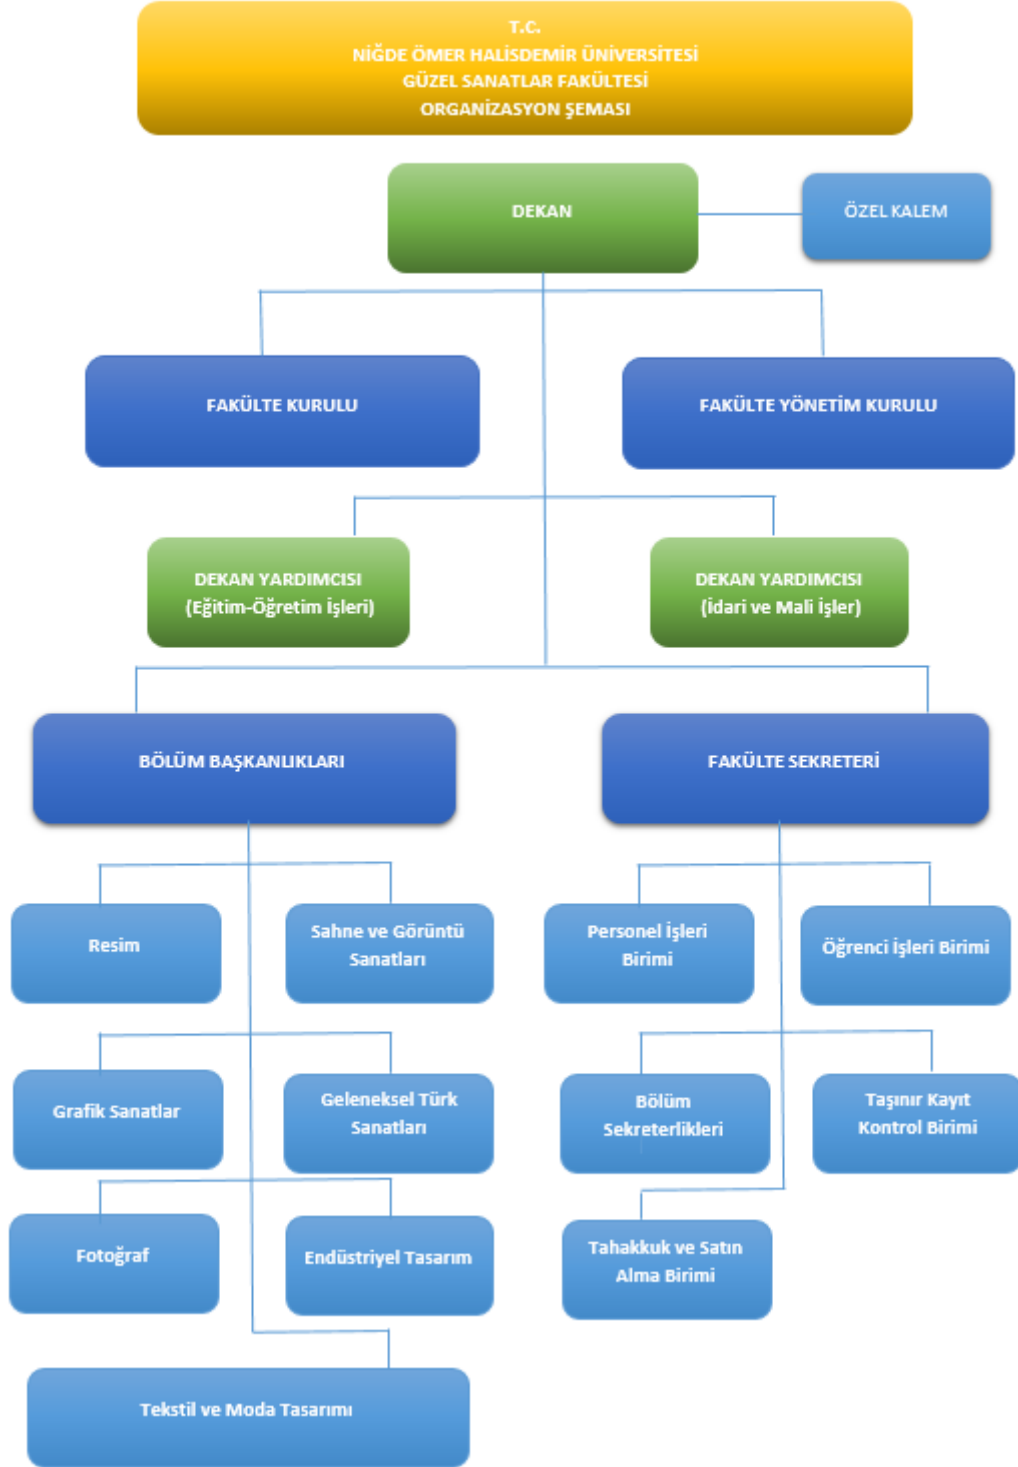 T.C.
NİĞDE ÖMER HALİSDEMİR ÜNİVERSİTESİ
GÜZEL SANATLAR FAKÜLTESİ
ORGANİZASYON ŞEMASI
DEKAN
ÖZEL KALEM
FAKÜLTE KURULU
FAKÜLTE YÖNETİM KURULU
DEKAN YARDIMCISI
(Eğitim-Öğretim İşleri)
DEKAN YARDIMCISI
(İdari ve Mali İşler)
BÖLÜM BAŞKANLIKLARI
FAKÜLTE SEKRETERİ
Resim
Sahne ve Görüntü
Sanatları
Personel İşleri
Birimi
Öğrenci İşleri Birimi
Grafik Sanatlar
Geleneksel Türk
Sanatları
Bölüm
Sekreterlikleri
Taşınır Kayıt
Kontrol Birimi
Fotoğraf
Endüstriyel Tasarım
Tahakkuk ve Satın
Alma Birimi
Tekstil ve Moda Tasarımı